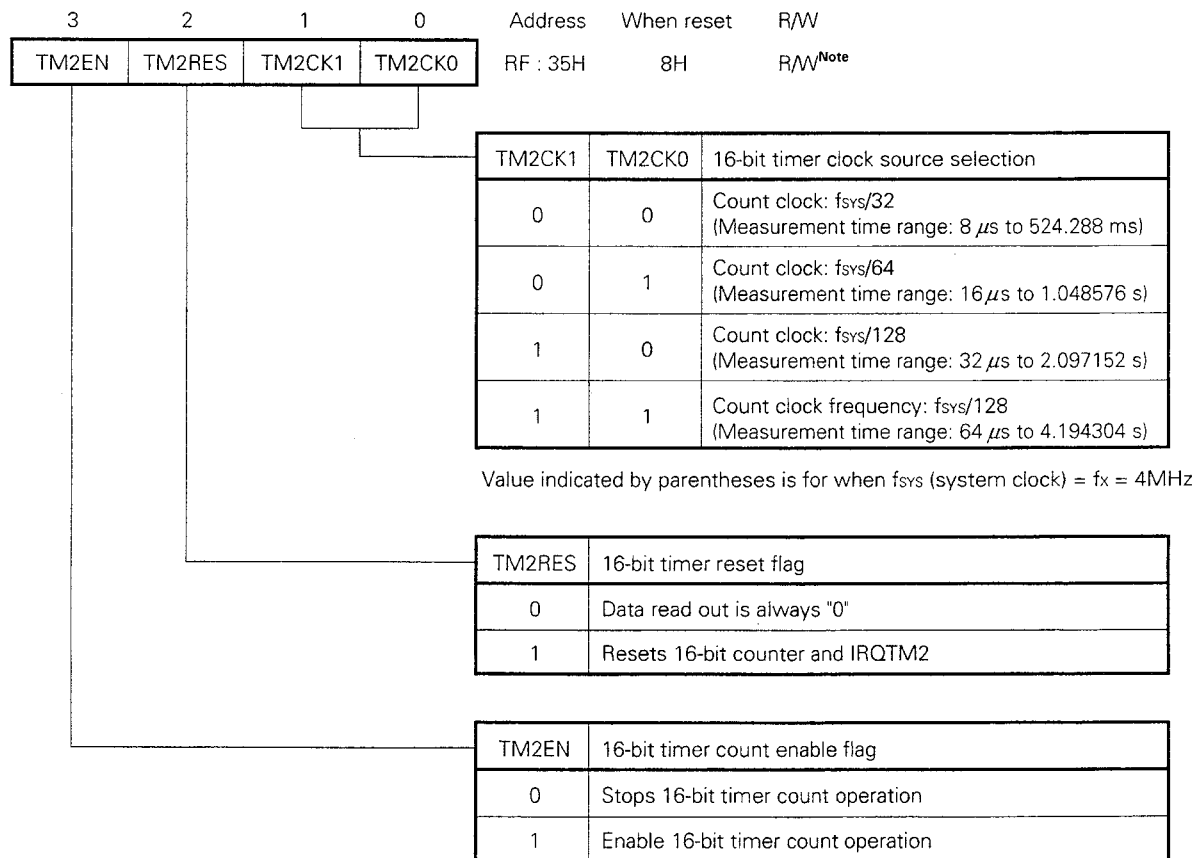 3 2 1 0 Address When reset R/W
TM2EN TM2RES TM2CK1 TM2CK0 RF : 35H 8H R/W Note
TM2CK1 TM2CK0 16-bit timer clock source selection
0 0 Count clock: fSYS/32
(Measurement time range: 8 µs to 524.288 ms)
0 1 Count clock: fSYS/64
(Measurement time range: 16 µs to 1.048576 s)
1 0 Count clock: fSYS/128
(Measurement time range: 32 µs to 2.097152 s)
1 1 Count clock frequency: fSYS/128
(Measurement time range: 64 µs to 4.194304 s)
Value indicated by parentheses is for when fSYS (system clock) = fX = 4MHz
TM2RES 16-bit timer reset flag
0 Data read out is always "0"
1 Resets 16-bit counter and IRQTM2
TM2EN 16-bit timer count enable flag
0 Stops 16-bit timer count operation
1 Enable 16-bit timer count operation